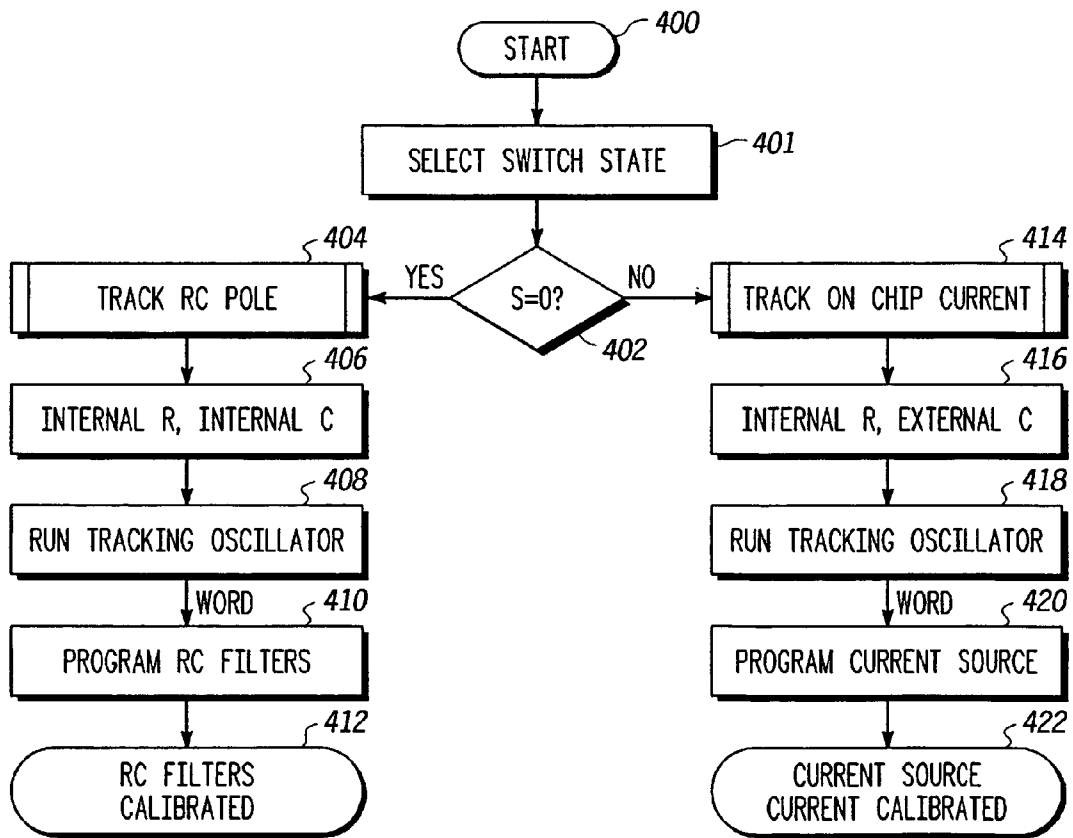 START
400
SELECT SWITCH STATE
401
S=0?
402
YES
NO
404
TRACK RC POLE
406
INTERNAL R, INTERNAL C
408
RUN TRACKING OSCILLATOR
WORD
410
PROGRAM RC FILTERS
412
RC FILTERS
CALIBRATED
414
TRACK ON CHIP CURRENT
416
INTERNAL R, EXTERNAL C
418
RUN TRACKING OSCILLATOR
WORD
420
PROGRAM CURRENT SOURCE
422
CURRENT SOURCE
CURRENT CALIBRATED